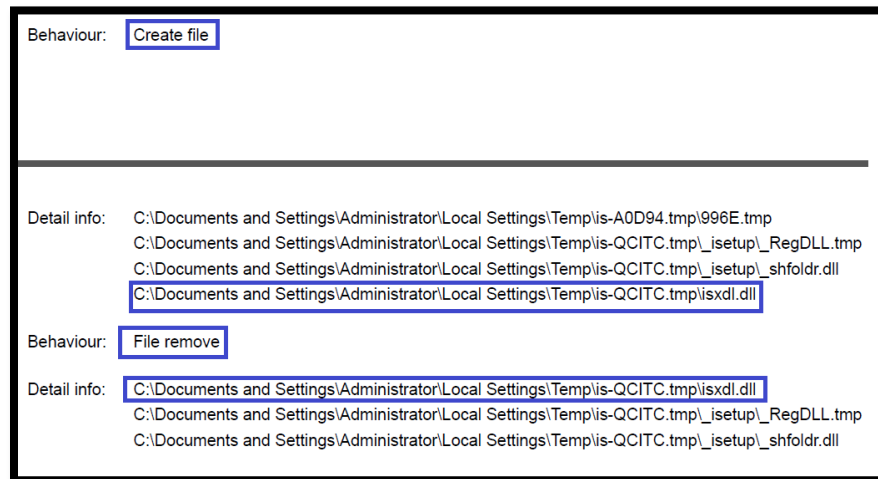 Behaviour: Create file
Detail info: C:\Documents and Settings\Administrator\Local Settings\Temp\is-A0D94.tmp\996E.tmp
C:\Documents and Settings\Administrator\Local Settings\Temp\is-QCITC.tmp\_isetup\_RegDLL.tmp
C:\Documents and Settings\Administrator\Local Settings\Temp\is-QCITC.tmp\_isetup\_shfoldr.dll
C:\Documents and Settings\Administrator\Local Settings\Temp\is-QCITC.tmp\isxdl.dll
Behaviour: File remove
Detail info: C:\Documents and Settings\Administrator\Local Settings\Temp\is-QCITC.tmp\isxdl.dll
C:\Documents and Settings\Administrator\Local Settings\Temp\is-QCITC.tmp\_isetup\_RegDLL.tmp
C:\Documents and Settings\Administrator\Local Settings\Temp\is-QCITC.tmp\_isetup\_shfoldr.dll